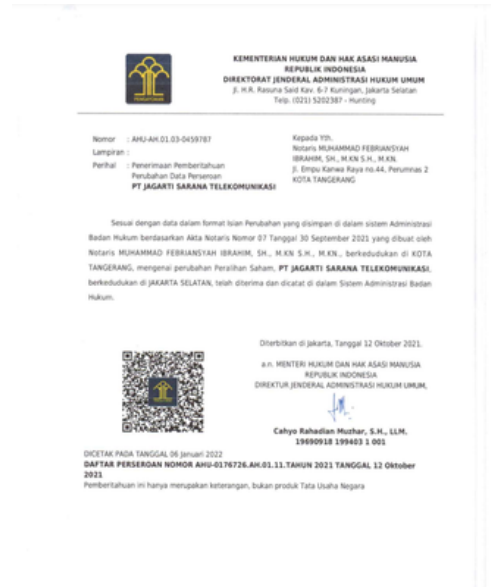 KEMENTERIAN HUKUM DAN HAK ASASI MANUSIA
REPUBLIK INDONESIA
DIREKTORAT JENDERAL ADMINISTRASI HUKUM UMUM
Jl. H.R. Rasuna Said Kav. 6-7 Kuningan, Jakarta Selatan
Telp. (021) 5202387 - Hunting
PENGAYOMAN
Nomor : AHU-AH.01.03-0459787
Lampiran :
Perihal : Penerimaan Pemberitahuan
Perubahan Data Perseroan
PT JAGARTI SARANA TELEKOMUNIKASI
Kepada Yth.
Notaris MUHAMMAD FEBRIANSYAH
IBRAHIM, SH., M.KN S.H., M.KN.
Jl. Empu Kanwa Raya no.44, Perumnas 2
KOTA TANGERANG
Sesuai dengan data dalam format Isian Perubahan yang disimpan di dalam sistem Administrasi
Badan Hukum berdasarkan Akta Notaris Nomor 07 Tanggal 30 September 2021 yang dibuat oleh
Notaris MUHAMMAD FEBRIANSYAH IBRAHIM, SH., M.KN S.H., M.KN., berkedudukan di KOTA
TANGERANG, mengenai perubahan Peralihan Saham, PT JAGARTI SARANA TELEKOMUNIKASI,
berkedudukan di JAKARTA SELATAN, telah diterima dan dicatat di dalam Sistem Administrasi Badan
Hukum.
Diterbitkan di Jakarta, Tanggal 12 Oktober 2021.
a.n. MENTERI HUKUM DAN HAK ASASI MANUSIA
REPUBLIK INDONESIA
DIREKTUR JENDERAL ADMINISTRASI HUKUM UMUM,
Cahyo Rahadian Muzhar, S.H., LLM.
19690918 199403 1 001
DICETAK PADA TANGGAL 06 Januari 2022
DAFTAR PERSEROAN NOMOR AHU-0176726.AH.01.11.TAHUN 2021 TANGGAL 12 Oktober
2021
Pemberitahuan ini hanya merupakan keterangan, bukan produk Tata Usaha Negara